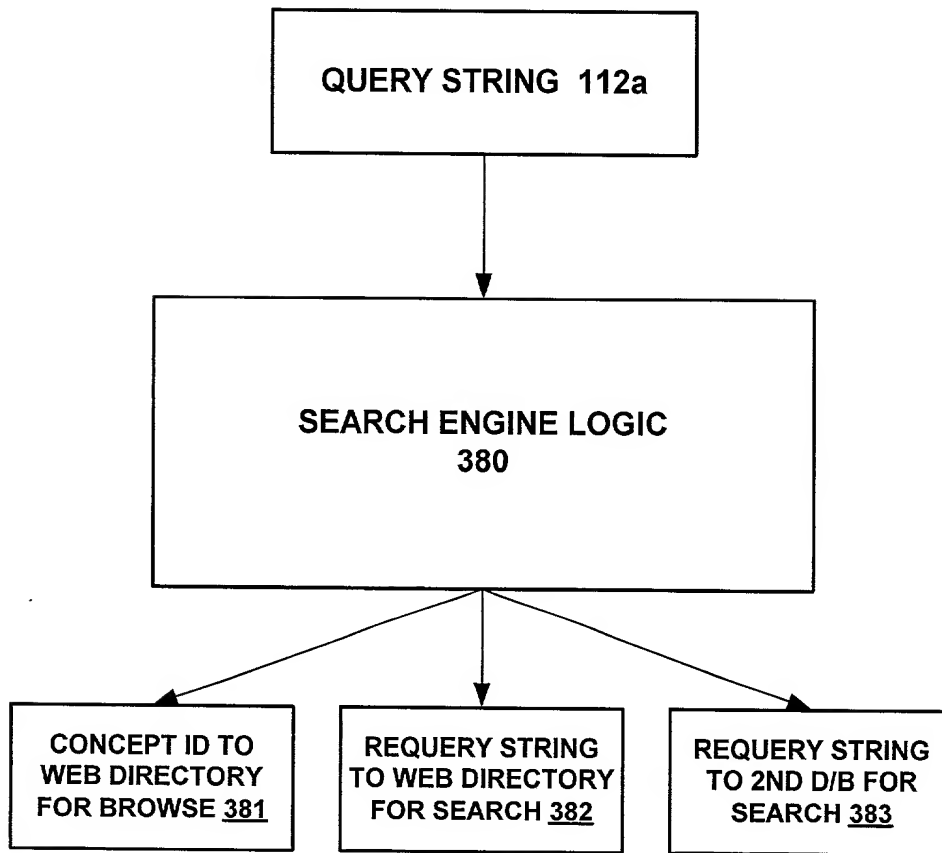 QUERY STRING 112a
SEARCH ENGINE LOGIC
380
CONCEPT ID TO
WEB DIRECTORY
FOR BROWSE 381
REQUERY STRING
TO WEB DIRECTORY
FOR SEARCH 382
REQUERY STRING
TO 2ND D/B FOR
SEARCH 383